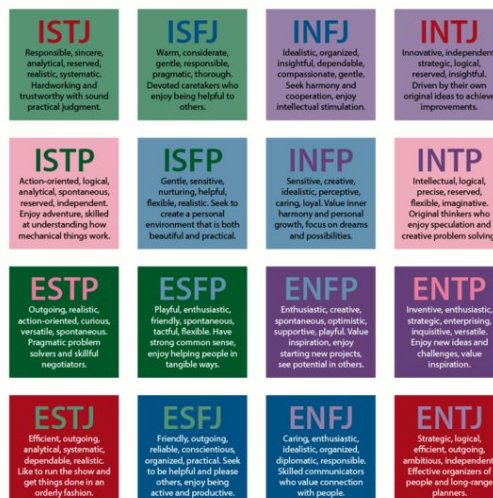 ISTJ
Responsible, sincere,
analytical, reserved,
realistic, systematic.
Hardworking and
trustworthy with sound
practical judgment.
ISFJ
Warm, considerate,
gentle, responsible,
pragmatic, thorough.
Devoted caretakers who
enjoy being helpful to
others.
INFJ
Idealistic, organized,
insightful, dependable,
compassionate, gentle.
Seek harmony and
cooperation, enjoy
intellectual stimulation.
INTJ
Innovative, independent,
strategic, logical,
reserved, insightful.
Driven by their own
original ideas to achieve
improvements.
ISTP
Action-oriented, logical,
analytical, spontaneous,
reserved, independent.
Enjoy adventure, skilled
at understanding how
mechanical things work.
ISFP
Gentle, sensitive,
nurturing, helpful,
flexible, realistic. Seek to
create a personal
environment that is both
beautiful and practical.
INFP
Sensitive, creative,
idealistic, perceptive,
caring, loyal. Value inner
harmony and personal
growth, focus on dreams
and possibilities.
INTP
Intellectual, logical,
precise, reserved,
flexible, imaginative.
Original thinkers who
enjoy speculation and
creative problem solving.
ESTP
Outgoing, realistic,
action-oriented, curious,
versatile, spontaneous.
Pragmatic problem
solvers and skillful
negotiators.
ESFP
Playful, enthusiastic,
friendly, spontaneous,
tactful, flexible. Have
strong common sense,
enjoy helping people in
tangible ways.
ENFP
Enthusiastic, creative,
spontaneous, optimistic,
supportive, playful. Value
inspiration, enjoy
starting new projects,
see potential in others.
ENTP
Inventive, enthusiastic,
strategic, enterprising,
inquisitive, versatile.
Enjoy new ideas and
challenges, value
inspiration.
ESTJ
Efficient, outgoing,
analytical, systematic,
dependable, realistic.
Like to run the show and
get things done in an
orderly fashion.
ESFJ
Friendly, outgoing,
reliable, conscientious,
organized, practical. Seek
to be helpful and please
others, enjoy being
active and productive.
ENFJ
Caring, enthusiastic,
idealistic, organized,
diplomatic, responsible.
Skilled communicators
who value connection
with people.
ENTJ
Strategic, logical,
efficient, outgoing,
ambitious, independent.
Effective organizers of
people and long-range
planners.